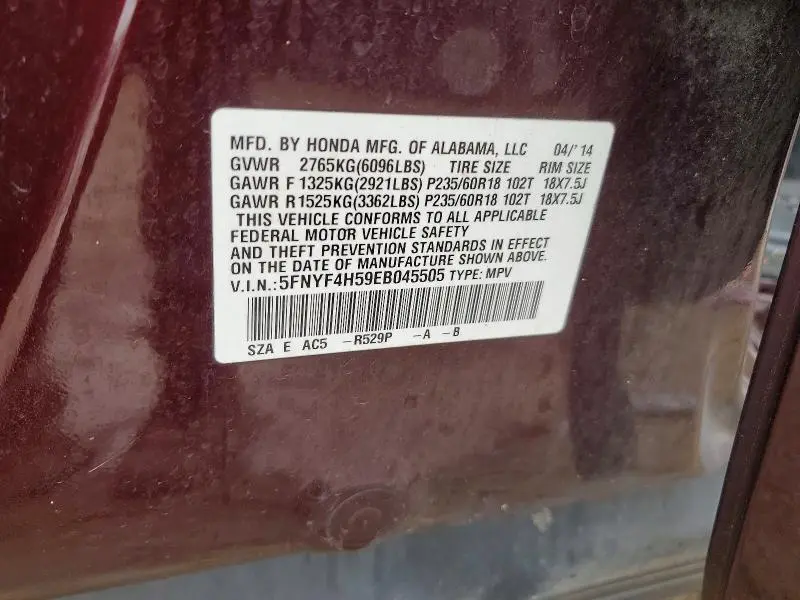 MFD. BY HONDA MFG. OF ALABAMA, LLC 04/'14
GVWR 2765KG(6096LBS) TIRE SIZE RIM SIZE
GAWR F 1325KG(2921LBS) P235/60R18 102T 18X7.5J
GAWR R 1525KG(3362LBS) P235/60R18 102T 18X7.5J
THIS VEHICLE CONFORMS TO ALL APPLICABLE
FEDERAL MOTOR VEHICLE SAFETY
AND THEFT PREVENTION STANDARDS IN EFFECT
ON THE DATE OF MANUFACTURE SHOWN ABOVE.
V.I.N.:5FNYF4H59EB045505 TYPE: MPV
SZA E AC5 -R529P -A -B